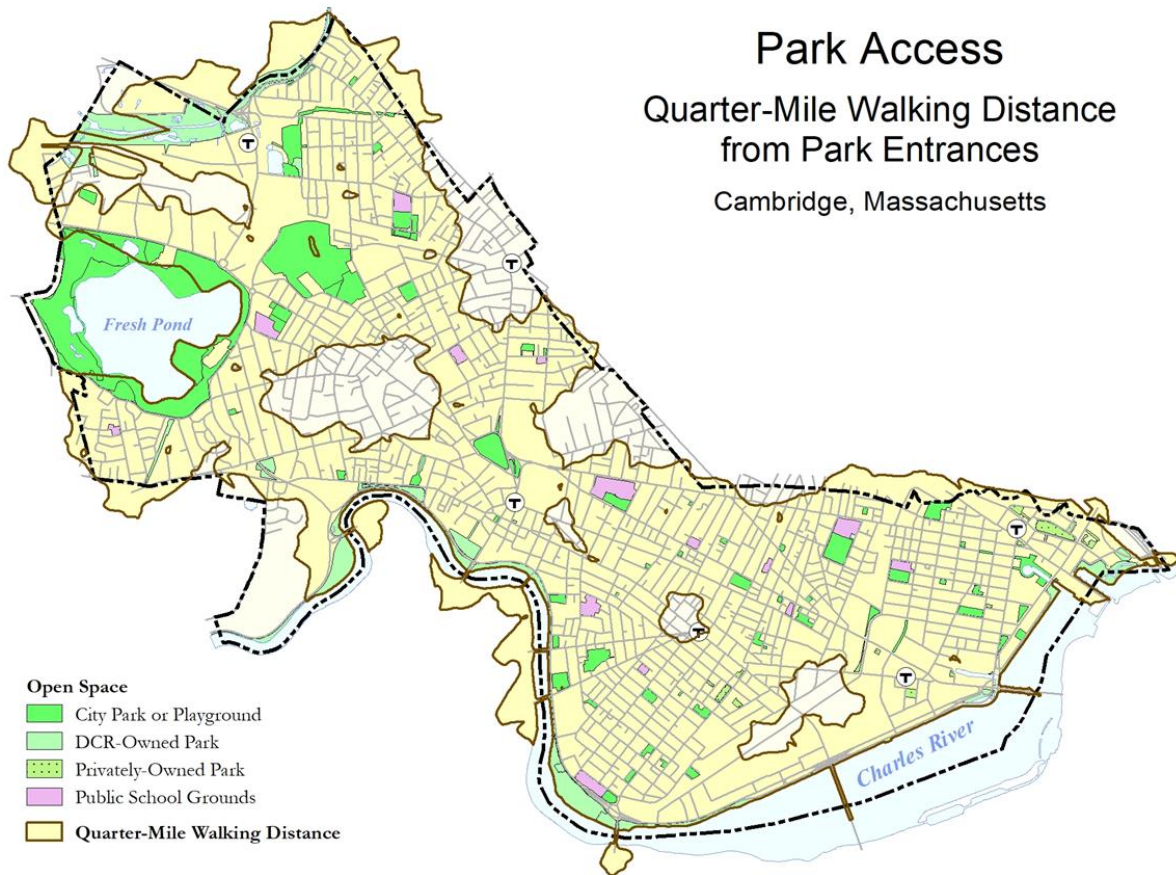 Park Access
Quarter-Mile Walking Distance
from Park Entrances
Cambridge, Massachusetts
T
T
Fresh Pond
T
T
T
T
Charles River
Open Space
City Park or Playground
DCR-Owned Park
Privately-Owned Park
Public School Grounds
Quarter-Mile Walking Distance